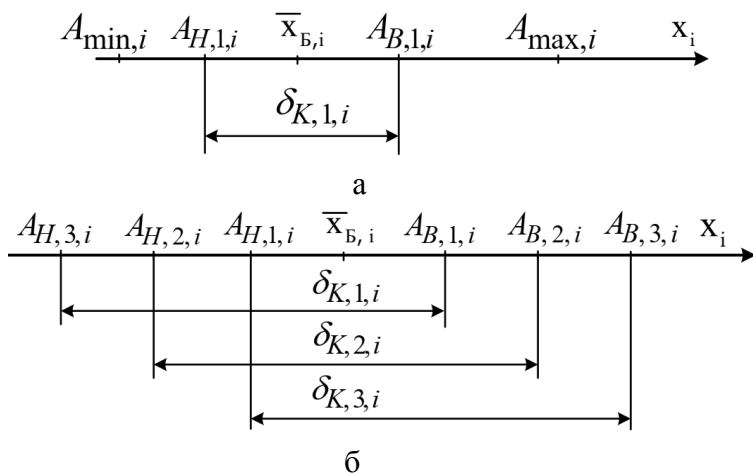 A_{min,i} A_{H,1,i} x̅_{Б,i} A_{B,1,i} A_{max,i} x_i
δ_{K,1,i}
а
A_{H,3,i} A_{H,2,i} A_{H,1,i} x̅_{Б,i} A_{B,1,i} A_{B,2,i} A_{B,3,i} x_i
δ_{K,1,i}
δ_{K,2,i}
δ_{K,3,i}
б